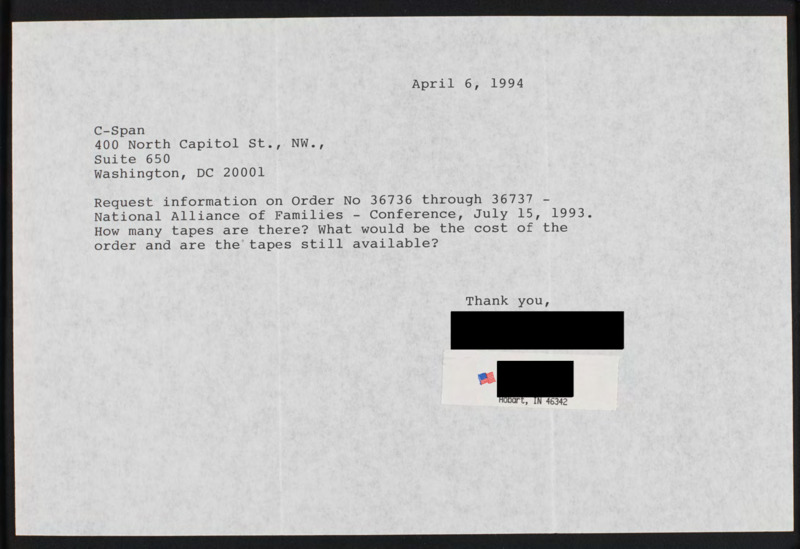 April 6, 1994
C-Span
400 North Capitol St., NW.,
Suite 650
Washington, DC 20001
Request information on Order No 36736 through 36737 -
National Alliance of Families - Conference, July 15, 1993.
How many tapes are there? What would be the cost of the
order and are the tapes still available?
Thank you,
Hobart, IN 46342